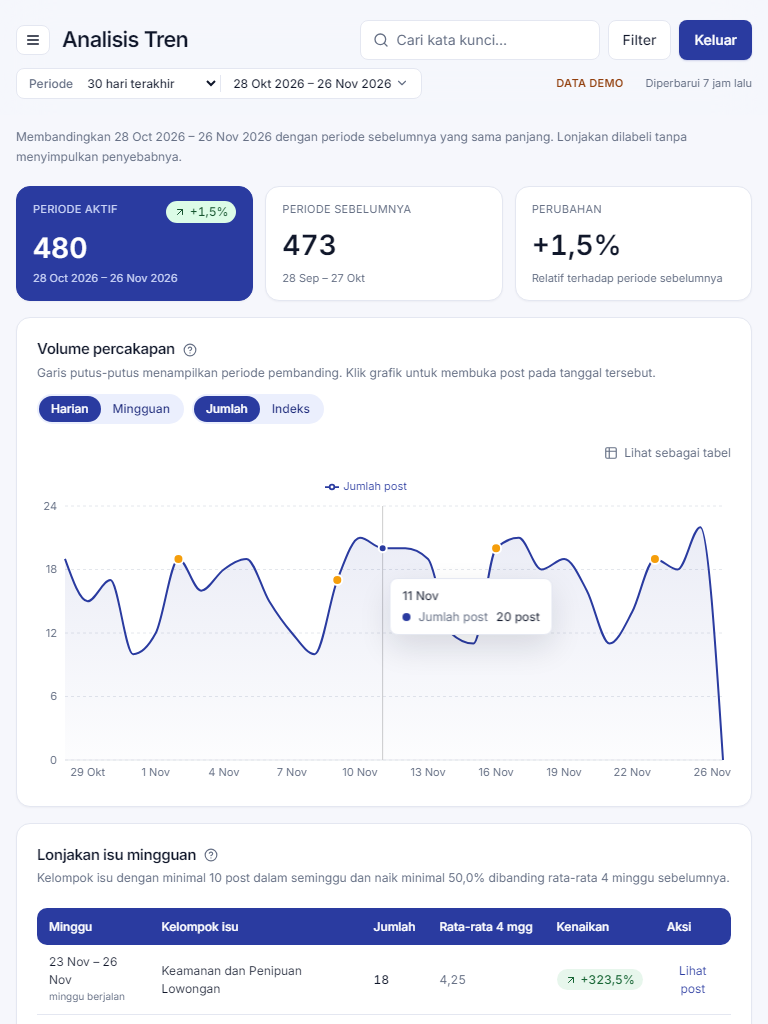 Analisis Tren
Cari kata kunci...
Filter
Keluar
Periode
30 hari terakhir
28 Okt 2026 – 26 Nov 2026
DATA DEMO
Diperbarui 7 jam lalu
Membandingkan 28 Oct 2026 – 26 Nov 2026 dengan periode sebelumnya yang sama panjang. Lonjakan dilabeli tanpa
menyimpulkan penyebabnya.
PERIODE AKTIF
+1,5%
480
28 Oct 2026 – 26 Nov 2026
PERIODE SEBELUMNYA
473
28 Sep – 27 Okt
PERUBAHAN
+1,5%
Relatif terhadap periode sebelumnya
Volume percakapan
Garis putus-putus menampilkan periode pembanding. Klik grafik untuk membuka post pada tanggal tersebut.
Harian
Mingguan
Jumlah
Indeks
Lihat sebagai tabel
Jumlah post
24
18
12
6
0
11 Nov
Jumlah post 20 post
29 Okt
1 Nov
4 Nov
7 Nov
10 Nov
13 Nov
16 Nov
19 Nov
22 Nov
26 Nov
Lonjakan isu mingguan
Kelompok isu dengan minimal 10 post dalam seminggu dan naik minimal 50,0% dibanding rata-rata 4 minggu sebelumnya.
Minggu
Kelompok isu
Jumlah
Rata-rata 4 mgg
Kenaikan
Aksi
23 Nov – 26
Nov
minggu berjalan
Keamanan dan Penipuan
Lowongan
18
4,25
+323,5%
Lihat
post